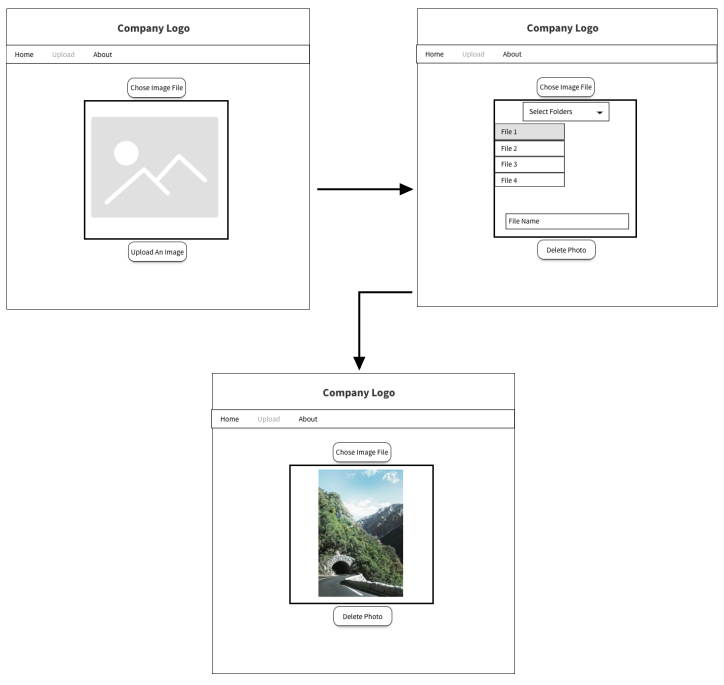 Company Logo
Home Upload About
Chose Image File
Upload An Image
Company Logo
Home Upload About
Chose Image File
Select Folders
File 1
File 2
File 3
File 4
File Name
Delete Photo
Company Logo
Home Upload About
Chose Image File
Delete Photo